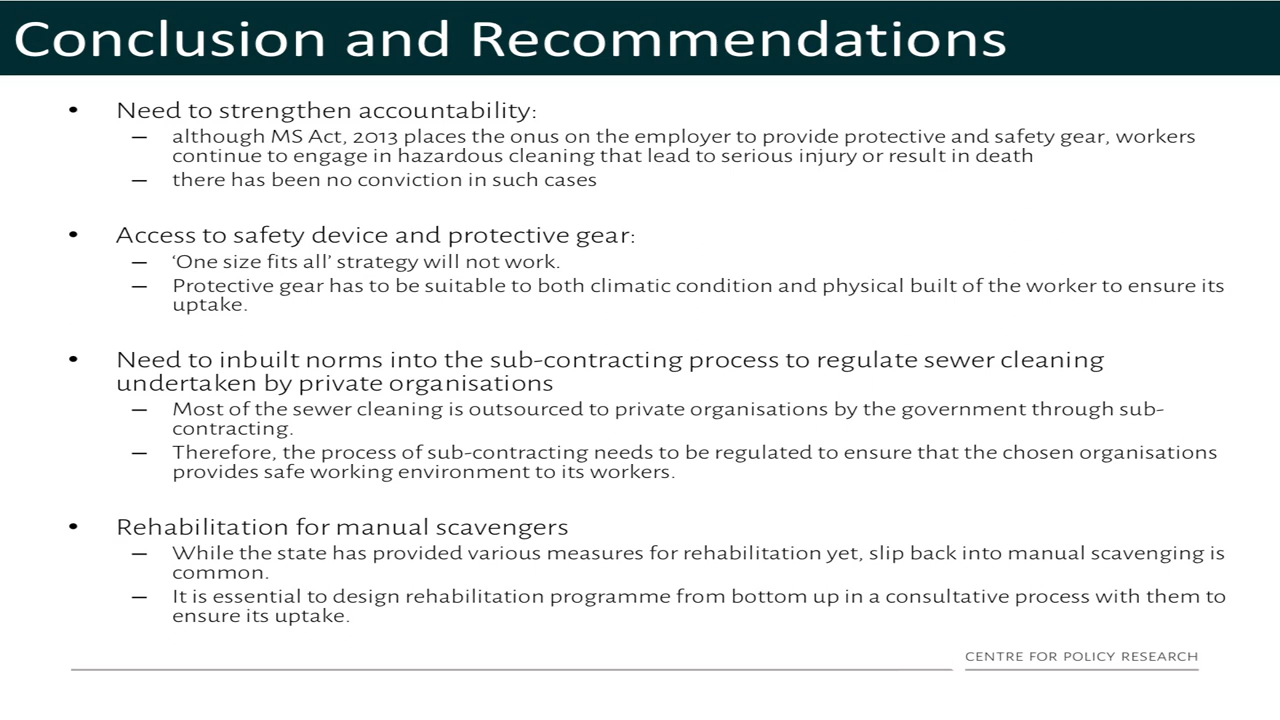 Conclusion and Recommendations
• Need to strengthen accountability:
– although MS Act, 2013 places the onus on the employer to provide protective and safety gear, workers
continue to engage in hazardous cleaning that lead to serious injury or result in death
– there has been no conviction in such cases
• Access to safety device and protective gear:
– ‘One size fits all’ strategy will not work.
– Protective gear has to be suitable to both climatic condition and physical built of the worker to ensure its
uptake.
• Need to inbuilt norms into the sub-contracting process to regulate sewer cleaning
undertaken by private organisations
– Most of the sewer cleaning is outsourced to private organisations by the government through sub-
contracting.
– Therefore, the process of sub-contracting needs to be regulated to ensure that the chosen organisations
provides safe working environment to its workers.
• Rehabilitation for manual scavengers
– While the state has provided various measures for rehabilitation yet, slip back into manual scavenging is
common.
– It is essential to design rehabilitation programme from bottom up in a consultative process with them to
ensure its uptake.
CENTRE FOR POLICY RESEARCH